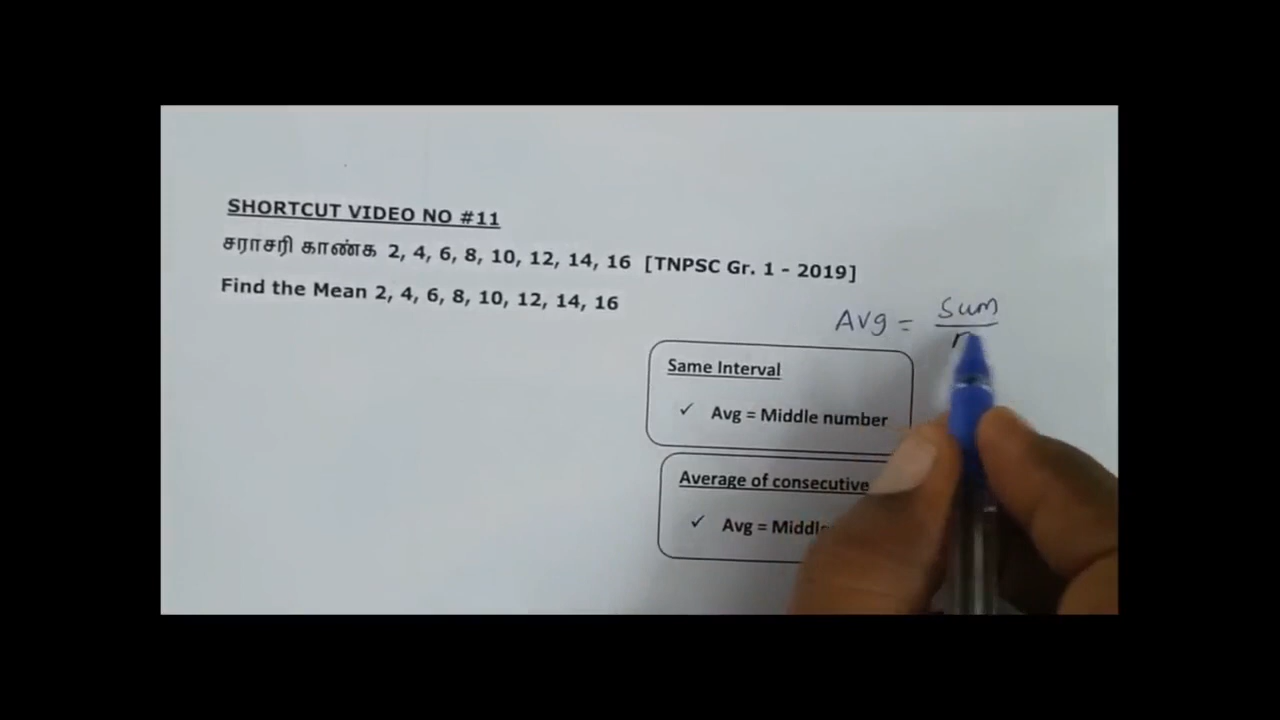 SHORTCUT VIDEO NO #11
சராசரி காண்க 2, 4, 6, 8, 10, 12, 14, 16 [TNPSC Gr. 1 - 2019]
Find the Mean 2, 4, 6, 8, 10, 12, 14, 16
Avg = Sum
Same Interval
✓ Avg = Middle number
Average of consecutive
✓ Avg =